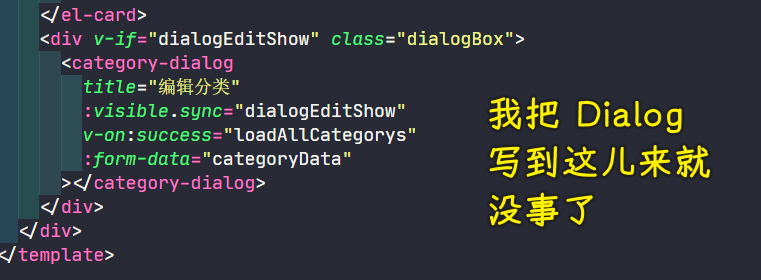 </el-card>
<div v-if="dialogEditShow" class="dialogBox">
<category-dialog
title="编辑分类"
:visible.sync="dialogEditShow"
v-on:success="loadAllCategorys"
:form-data="categoryData"
></category-dialog>
</div>
</div>
</template>
我把 Dialog
写到这儿来就
没事了